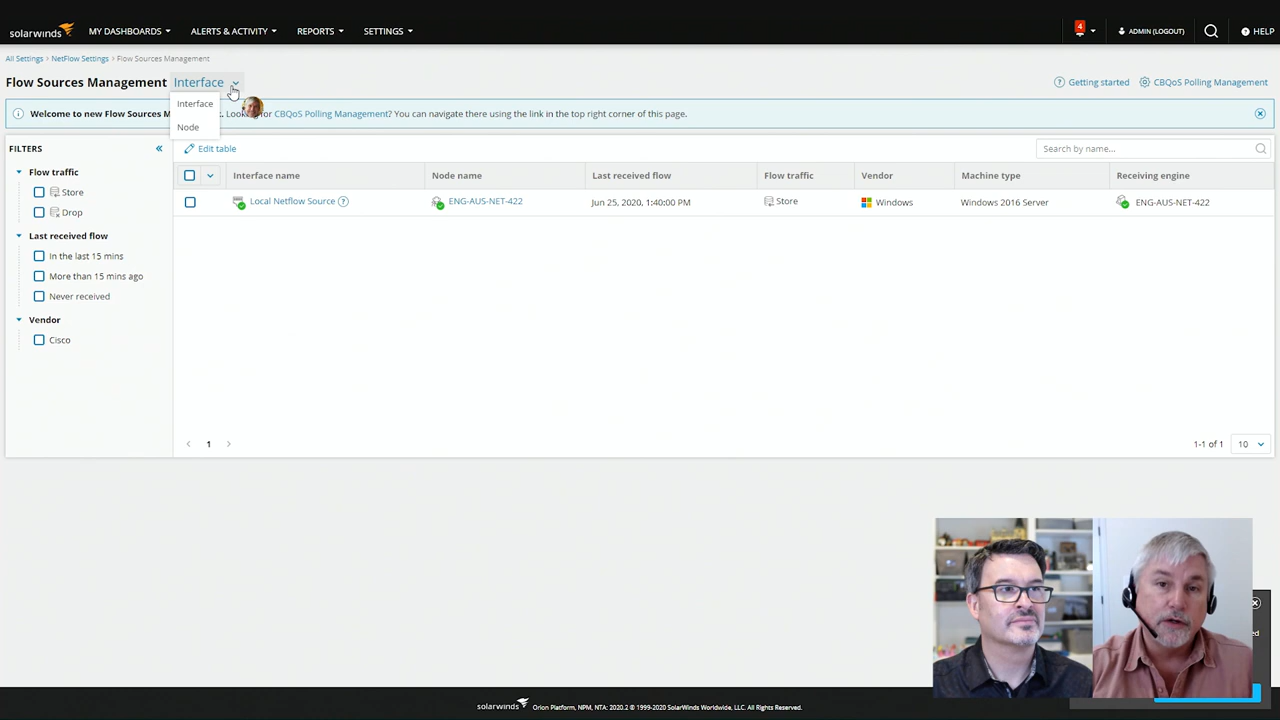 solarwinds MY DASHBOARDS ALERTS & ACTIVITY REPORTS SETTINGS 4 ADMIN (LOGOUT) HELP
All Settings NetFlow Settings Flow Sources Management
Flow Sources Management Interface Getting started CBQoS Polling Management
Interface
Node
Welcome to new Flow Sources M for CBQoS Polling Management? You can navigate there using the link in the top right corner of this page.
FILTERS
Flow traffic
Store
Drop
Last received flow
In the last 15 mins
More than 15 mins ago
Never received
Vendor
Cisco
Edit table Search by name...
Interface name Node name Last received flow Flow traffic Vendor Machine type Receiving engine
Local Netflow Source ? ENG-AUS-NET-422 Jun 25, 2020, 1:40:00 PM Store Windows Windows 2016 Server ENG-AUS-NET-422
1 1-1 of 1 10
solarwinds Orion Platform, NPM, NTA: 2020.2 © 1999-2020 SolarWinds Worldwide, LLC. All Rights Reserved.